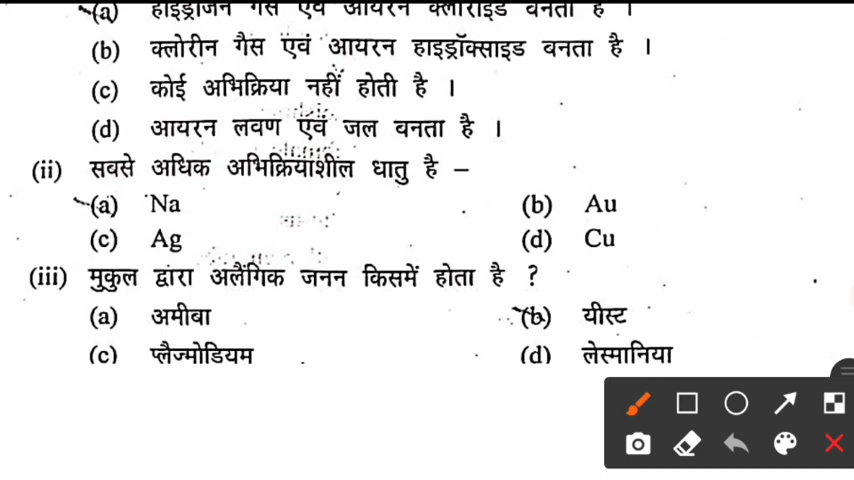 (a) हाइड्रोजन गैस एवं आयरन क्लोराइड बनता है ।
(b) क्लोरीन गैस एवं आयरन हाइड्रॉक्साइड बनता है ।
(c) कोई अभिक्रिया नहीं होती है ।
(d) आयरन लवण एवं जल बनता है ।
(ii) सबसे अधिक अभिक्रियाशील धातु है –
(a) Na (b) Au
(c) Ag (d) Cu
(iii) मुकुल द्वारा अलैंगिक जनन किसमें होता है ?
(a) अमीबा (b) यीस्ट
(c) प्लैज्मोडियम (d) लेस्मानिया